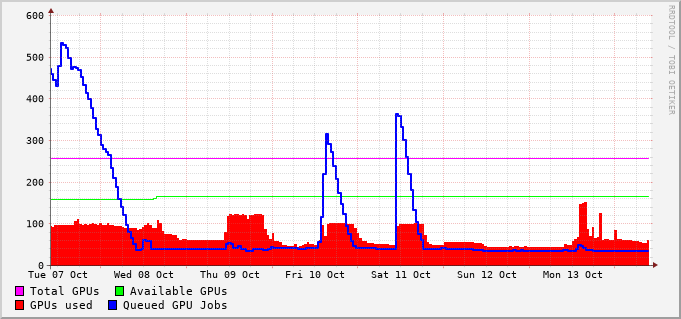 RRDTOOL / TOBI OETIKER
600
500
400
300
200
100
0
Tue 07 Oct Wed 08 Oct Thu 09 Oct Fri 10 Oct Sat 11 Oct Sun 12 Oct Mon 13 Oct
Total GPUs Available GPUs
GPUs used Queued GPU Jobs